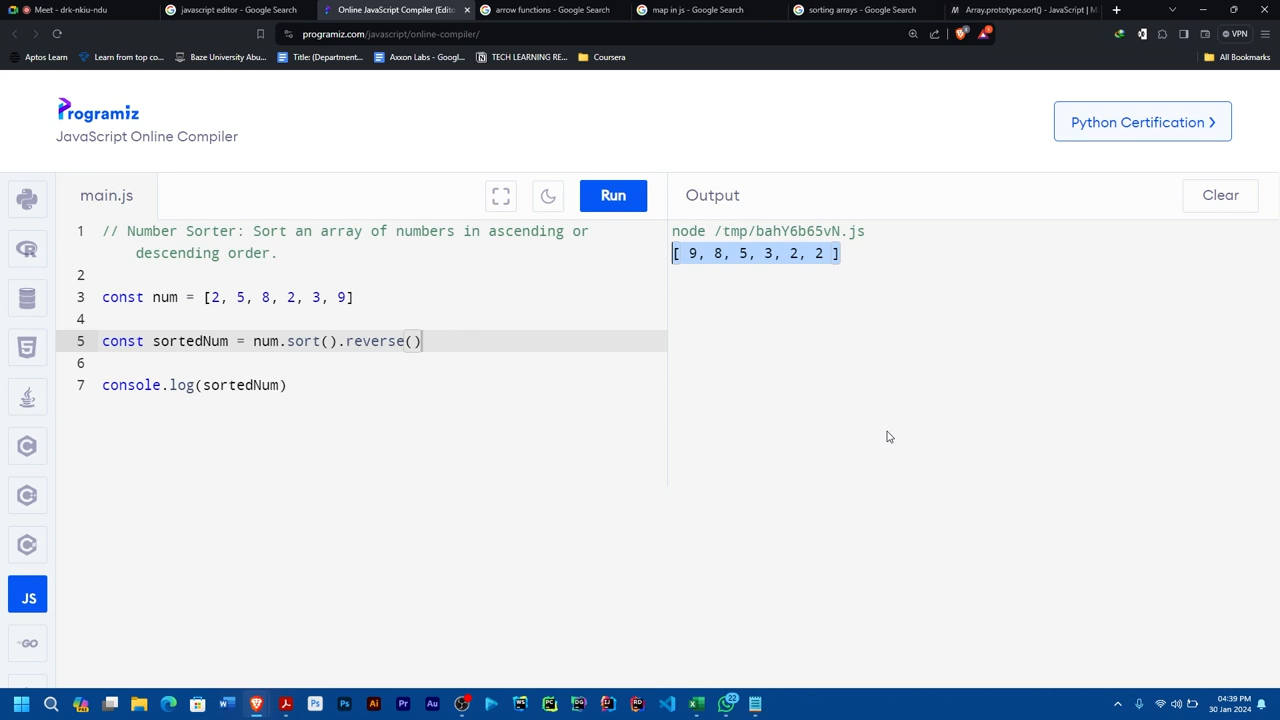 Meet - drk-nkiu-ndu
javascript editor - Google Search
Online JavaScript Compiler (Edito
arrow functions - Google Search
map in js - Google Search
sorting arrays - Google Search
Array.prototype.sort() - JavaScript | M
programiz.com/javascript/online-compiler/
VPN
Aptos Learn
Learn from top co...
Baze University Abu...
Title: (Department...
Axxon Labs - Googl...
TECH LEARNING RE...
Coursera
All Bookmarks
Programiz
JavaScript Online Compiler
Python Certification
main.js
Run
Output
Clear
1 // Number Sorter: Sort an array of numbers in ascending or
descending order.
2
3 const num = [2, 5, 8, 2, 3, 9]
4
5 const sortedNum = num.sort().reverse()
6
7 console.log(sortedNum)
node /tmp/bahY6b65vN.js
[ 9, 8, 5, 3, 2, 2 ]
JS
GO
22
04:39 PM
30 Jan 2024